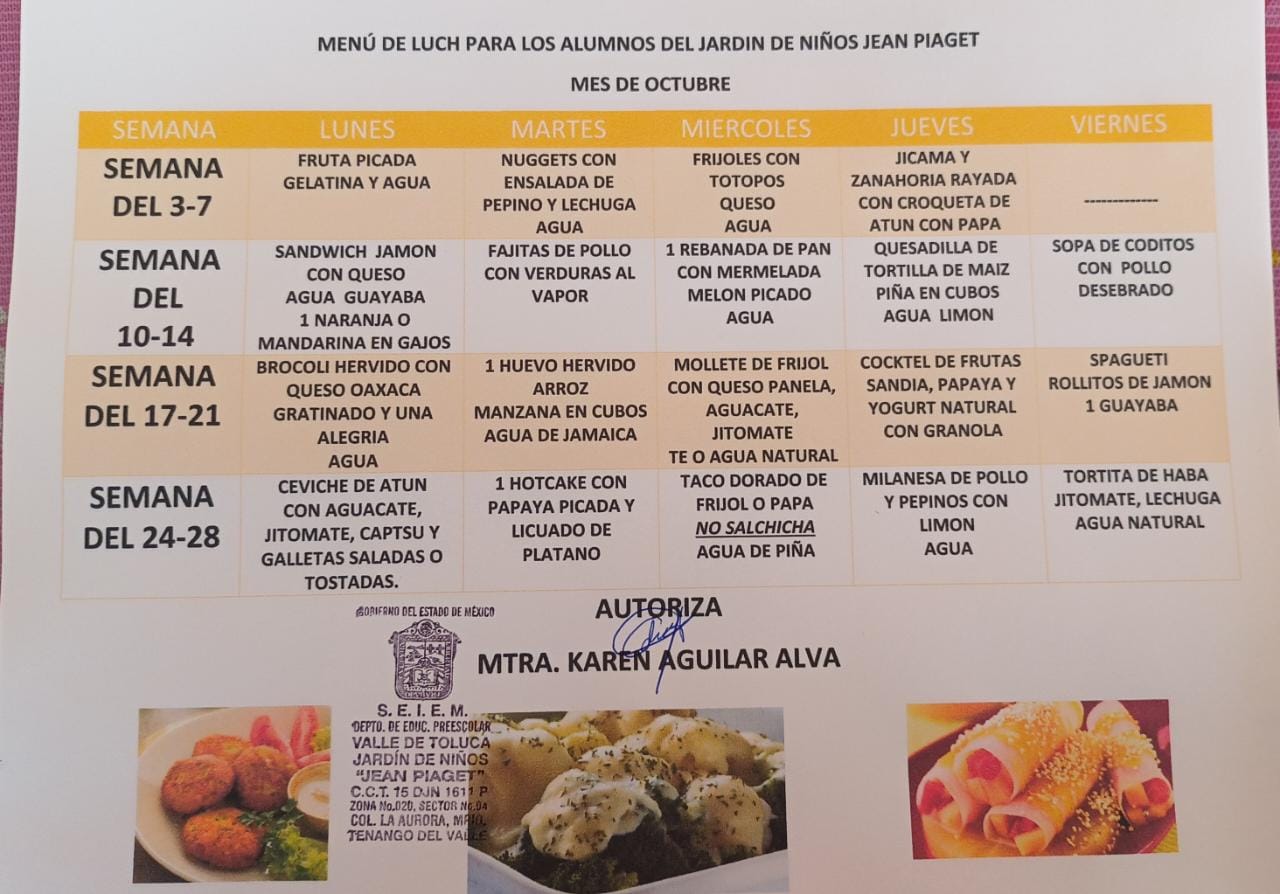 MENÚ DE LUCH PARA LOS ALUMNOS DEL JARDIN DE NIÑOS JEAN PIAGET
MES DE OCTUBRE
SEMANA LUNES MARTES MIERCOLES JUEVES VIERNES
SEMANA
DEL 3-7
FRUTA PICADA
GELATINA Y AGUA
NUGGETS CON
ENSALADA DE
PEPINO Y LECHUGA
AGUA
FRIJOLES CON
TOTOPOS
QUESO
AGUA
JICAMA Y
ZANAHORIA RAYADA
CON CROQUETA DE
ATUN CON PAPA
-------------
SEMANA
DEL
10-14
SANDWICH JAMON
CON QUESO
AGUA GUAYABA
1 NARANJA O
MANDARINA EN GAJOS
FAJITAS DE POLLO
CON VERDURAS AL
VAPOR
1 REBANADA DE PAN
CON MERMELADA
MELON PICADO
AGUA
QUESADILLA DE
TORTILLA DE MAIZ
PIÑA EN CUBOS
AGUA LIMON
SOPA DE CODITOS
CON POLLO
DESEBRADO
SEMANA
DEL 17-21
BROCOLI HERVIDO CON
QUESO OAXACA
GRATINADO Y UNA
ALEGRIA
AGUA
1 HUEVO HERVIDO
ARROZ
MANZANA EN CUBOS
AGUA DE JAMAICA
MOLLETE DE FRIJOL
CON QUESO PANELA,
AGUACATE,
JITOMATE
TE O AGUA NATURAL
COCKTEL DE FRUTAS
SANDIA, PAPAYA Y
YOGURT NATURAL
CON GRANOLA
SPAGUETI
ROLLITOS DE JAMON
1 GUAYABA
SEMANA
DEL 24-28
CEVICHE DE ATUN
CON AGUACATE,
JITOMATE, CAPTSU Y
GALLETAS SALADAS O
TOSTADAS.
1 HOTCAKE CON
PAPAYA PICADA Y
LICUADO DE
PLATANO
TACO DORADO DE
FRIJOL O PAPA
NO SALCHICHA
AGUA DE PIÑA
MILANESA DE POLLO
Y PEPINOS CON
LIMON
AGUA
TORTITA DE HABA
JITOMATE, LECHUGA
AGUA NATURAL
AUTORIZA
MTRA. KAREN AGUILAR ALVA
GOBIERNO DEL ESTADO DE MÉXICO
S. E. I. E. M.
DEPTO. DE EDUC. PREESCOLAR
VALLE DE TOLUCA
JARDÍN DE NIÑOS
"JEAN PIAGET"
C.C.T. 15 DJN 1611 P
ZONA No.020, SECTOR No.04
COL. LA AURORA, MPIO.
TENANGO DEL VALLE